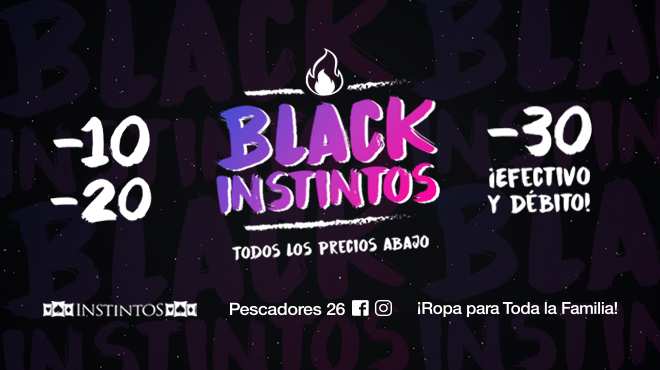 -10
-20
BLACK
INSTINTOS
TODOS LOS PRECIOS ABAJO
-30
¡EFECTIVO
Y DÉBITO!
INSTINTOS
Pescadores 26
¡Ropa para Toda la Familia!